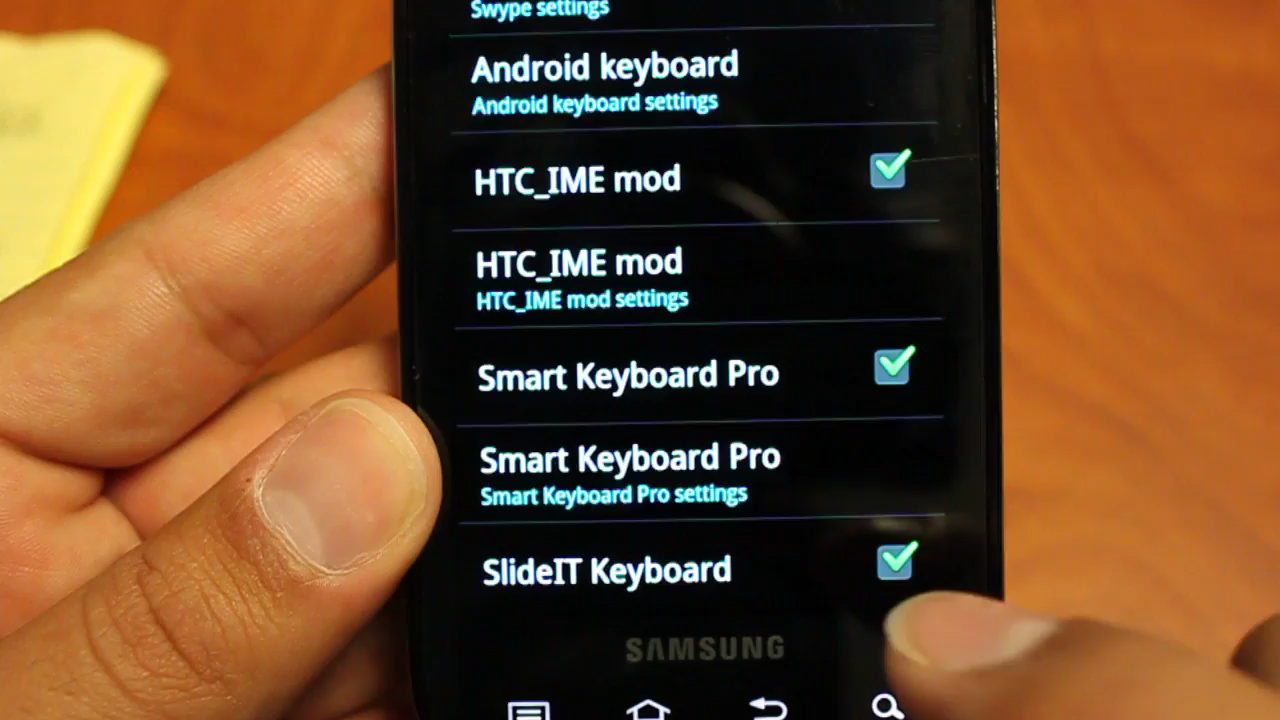 Swype settings
Android keyboard
Android keyboard settings
HTC_IME mod
HTC_IME mod
HTC_IME mod settings
Smart Keyboard Pro
Smart Keyboard Pro
Smart Keyboard Pro settings
SlideIT Keyboard
SAMSUNG